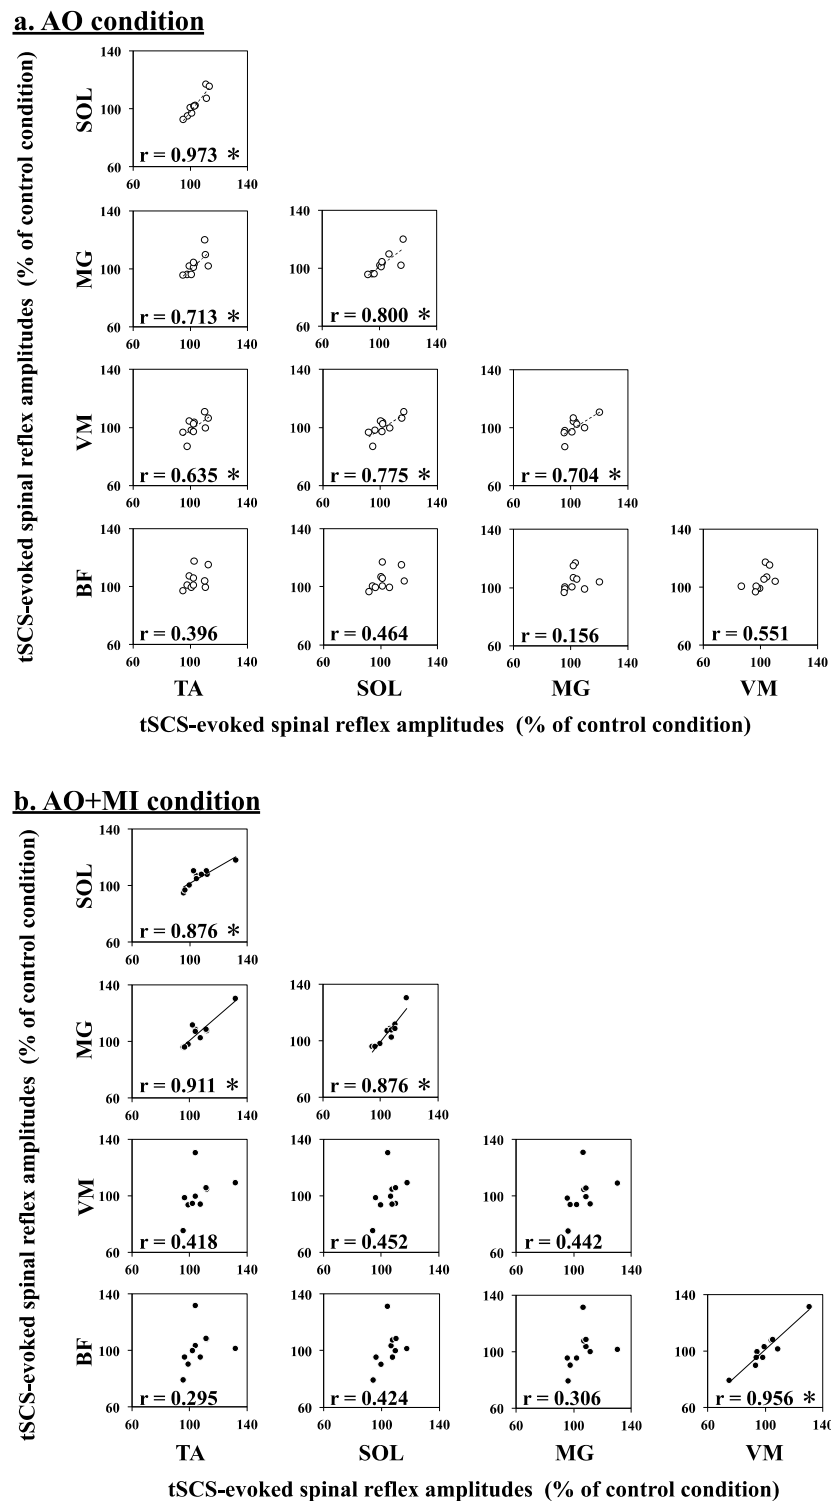 a. AO condition
tSCS-evoked spinal reflex amplitudes (% of control condition)
SOL
140
100
60
r = 0.973 *
60 100 140
MG
140
100
60
r = 0.713 *
60 100 140
140
100
60
r = 0.800 *
60 100 140
VM
140
100
60
r = 0.635 *
60 100 140
140
100
60
r = 0.775 *
60 100 140
140
100
60
r = 0.704 *
60 100 140
BF
140
100
60
r = 0.396
60 100 140
140
100
60
r = 0.464
60 100 140
140
100
60
r = 0.156
60 100 140
140
100
60
r = 0.551
60 100 140
TA SOL MG VM
tSCS-evoked spinal reflex amplitudes (% of control condition)
b. AO+MI condition
tSCS-evoked spinal reflex amplitudes (% of control condition)
SOL
140
100
60
r = 0.876 *
60 100 140
MG
140
100
60
r = 0.911 *
60 100 140
140
100
60
r = 0.876 *
60 100 140
VM
140
100
60
r = 0.418
60 100 140
140
100
60
r = 0.452
60 100 140
140
100
60
r = 0.442
60 100 140
BF
140
100
60
r = 0.295
60 100 140
140
100
60
r = 0.424
60 100 140
140
100
60
r = 0.306
60 100 140
140
100
60
r = 0.956 *
60 100 140
TA SOL MG VM
tSCS-evoked spinal reflex amplitudes (% of control condition)